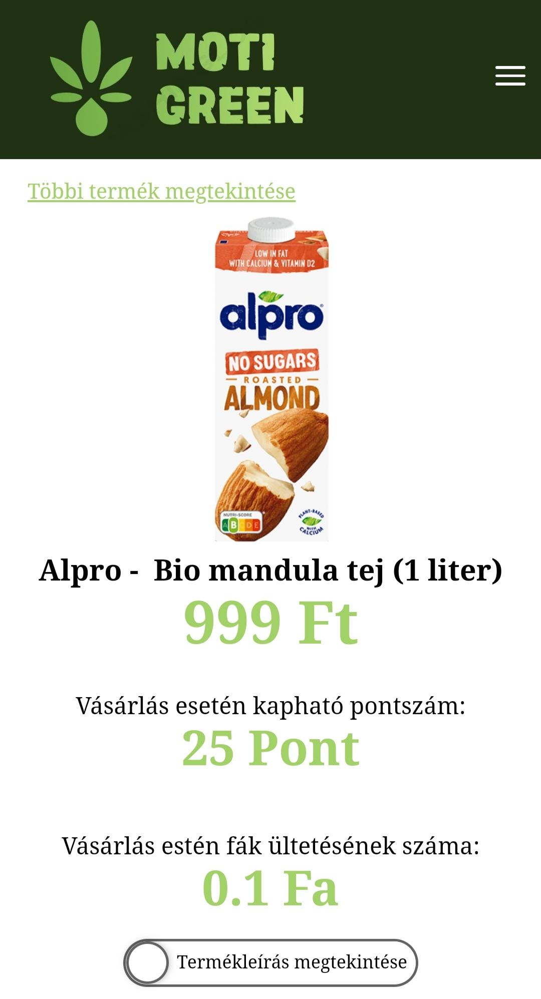 MOTI
GREEN
Többi termék megtekintése
LOW IN FAT
WITH CALCIUM & VITAMIN D2
alpro
NO SUGARS
ROASTED
ALMOND
NUTRI-SCORE
A B C D E
PLANT-BASED
WITH
CALCIUM
Alpro -  Bio mandula tej (1 liter)
999 Ft
Vásárlás esetén kapható pontszám:
25 Pont
Vásárlás estén fák ültetésének száma:
0.1 Fa
Termékleírás megtekintése